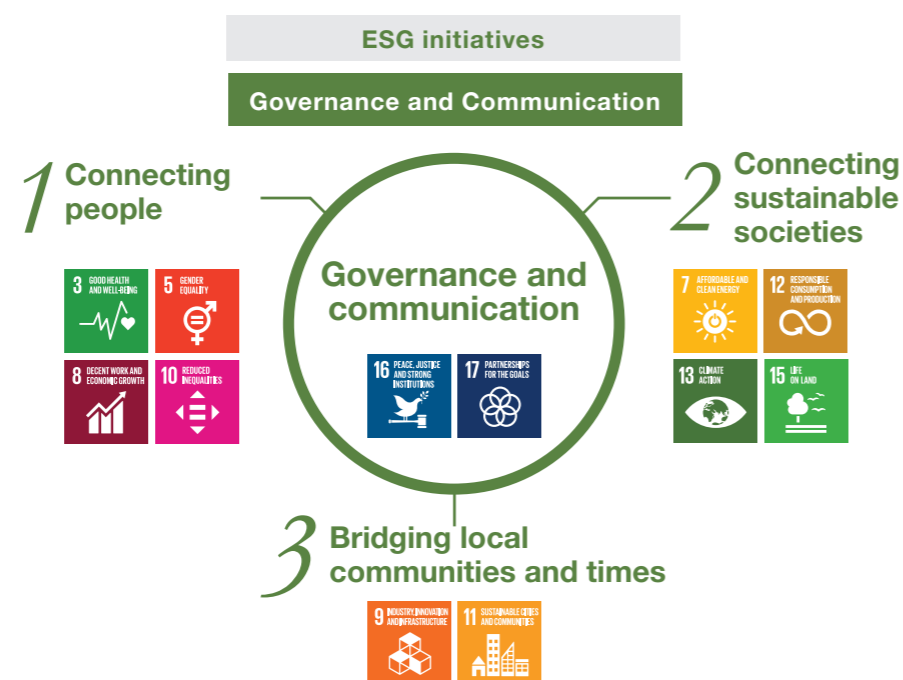 ESG initiatives
Governance and Communication
1
Connecting
people
3 GOOD HEALTH
AND WELL-BEING
5 GENDER
EQUALITY
8 DECENT WORK AND
ECONOMIC GROWTH
10 REDUCED
INEQUALITIES
Governance and
communication
16 PEACE, JUSTICE
AND STRONG
INSTITUTIONS
17 PARTNERSHIPS
FOR THE GOALS
2
Connecting
sustainable
societies
7 AFFORDABLE AND
CLEAN ENERGY
12 RESPONSIBLE
CONSUMPTION
AND PRODUCTION
13 CLIMATE
ACTION
15 LIFE
ON LAND
3
Bridging local
communities and times
9 INDUSTRY, INNOVATION
AND INFRASTRUCTURE
11 SUSTAINABLE CITIES
AND COMMUNITIES